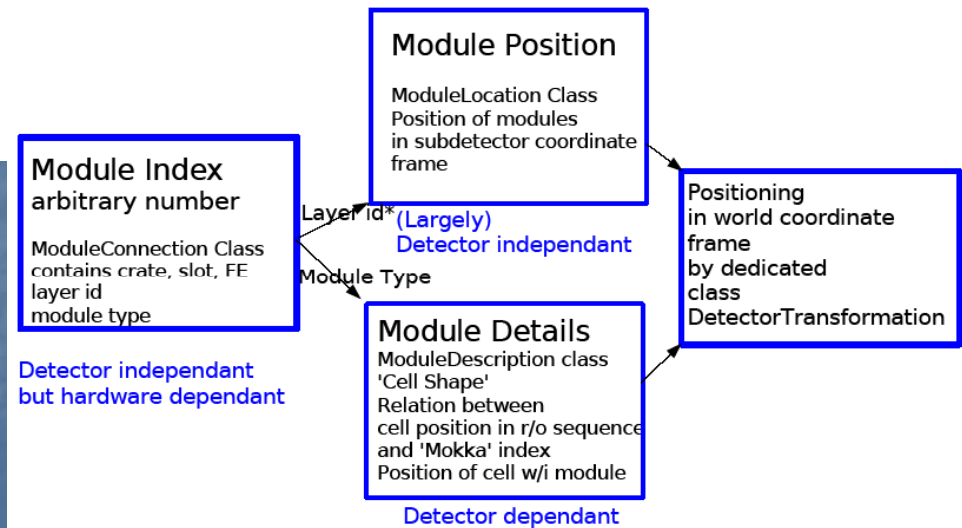 Module Index
arbitrary number
ModuleConnection Class
contains crate, slot, FE
layer id
module type
Detector independant
but hardware dependant
Layer id*
Module Type
Module Position
ModuleLocation Class
Position of modules
in subdetector coordinate
frame
(Largely)
Detector independant
Module Details
ModuleDescription class
'Cell Shape'
Relation between
cell position in r/o sequence
and 'Mokka' index
Position of cell w/i module
Detector dependant
Positioning
in world coordinate
frame
by dedicated
class
DetectorTransformation